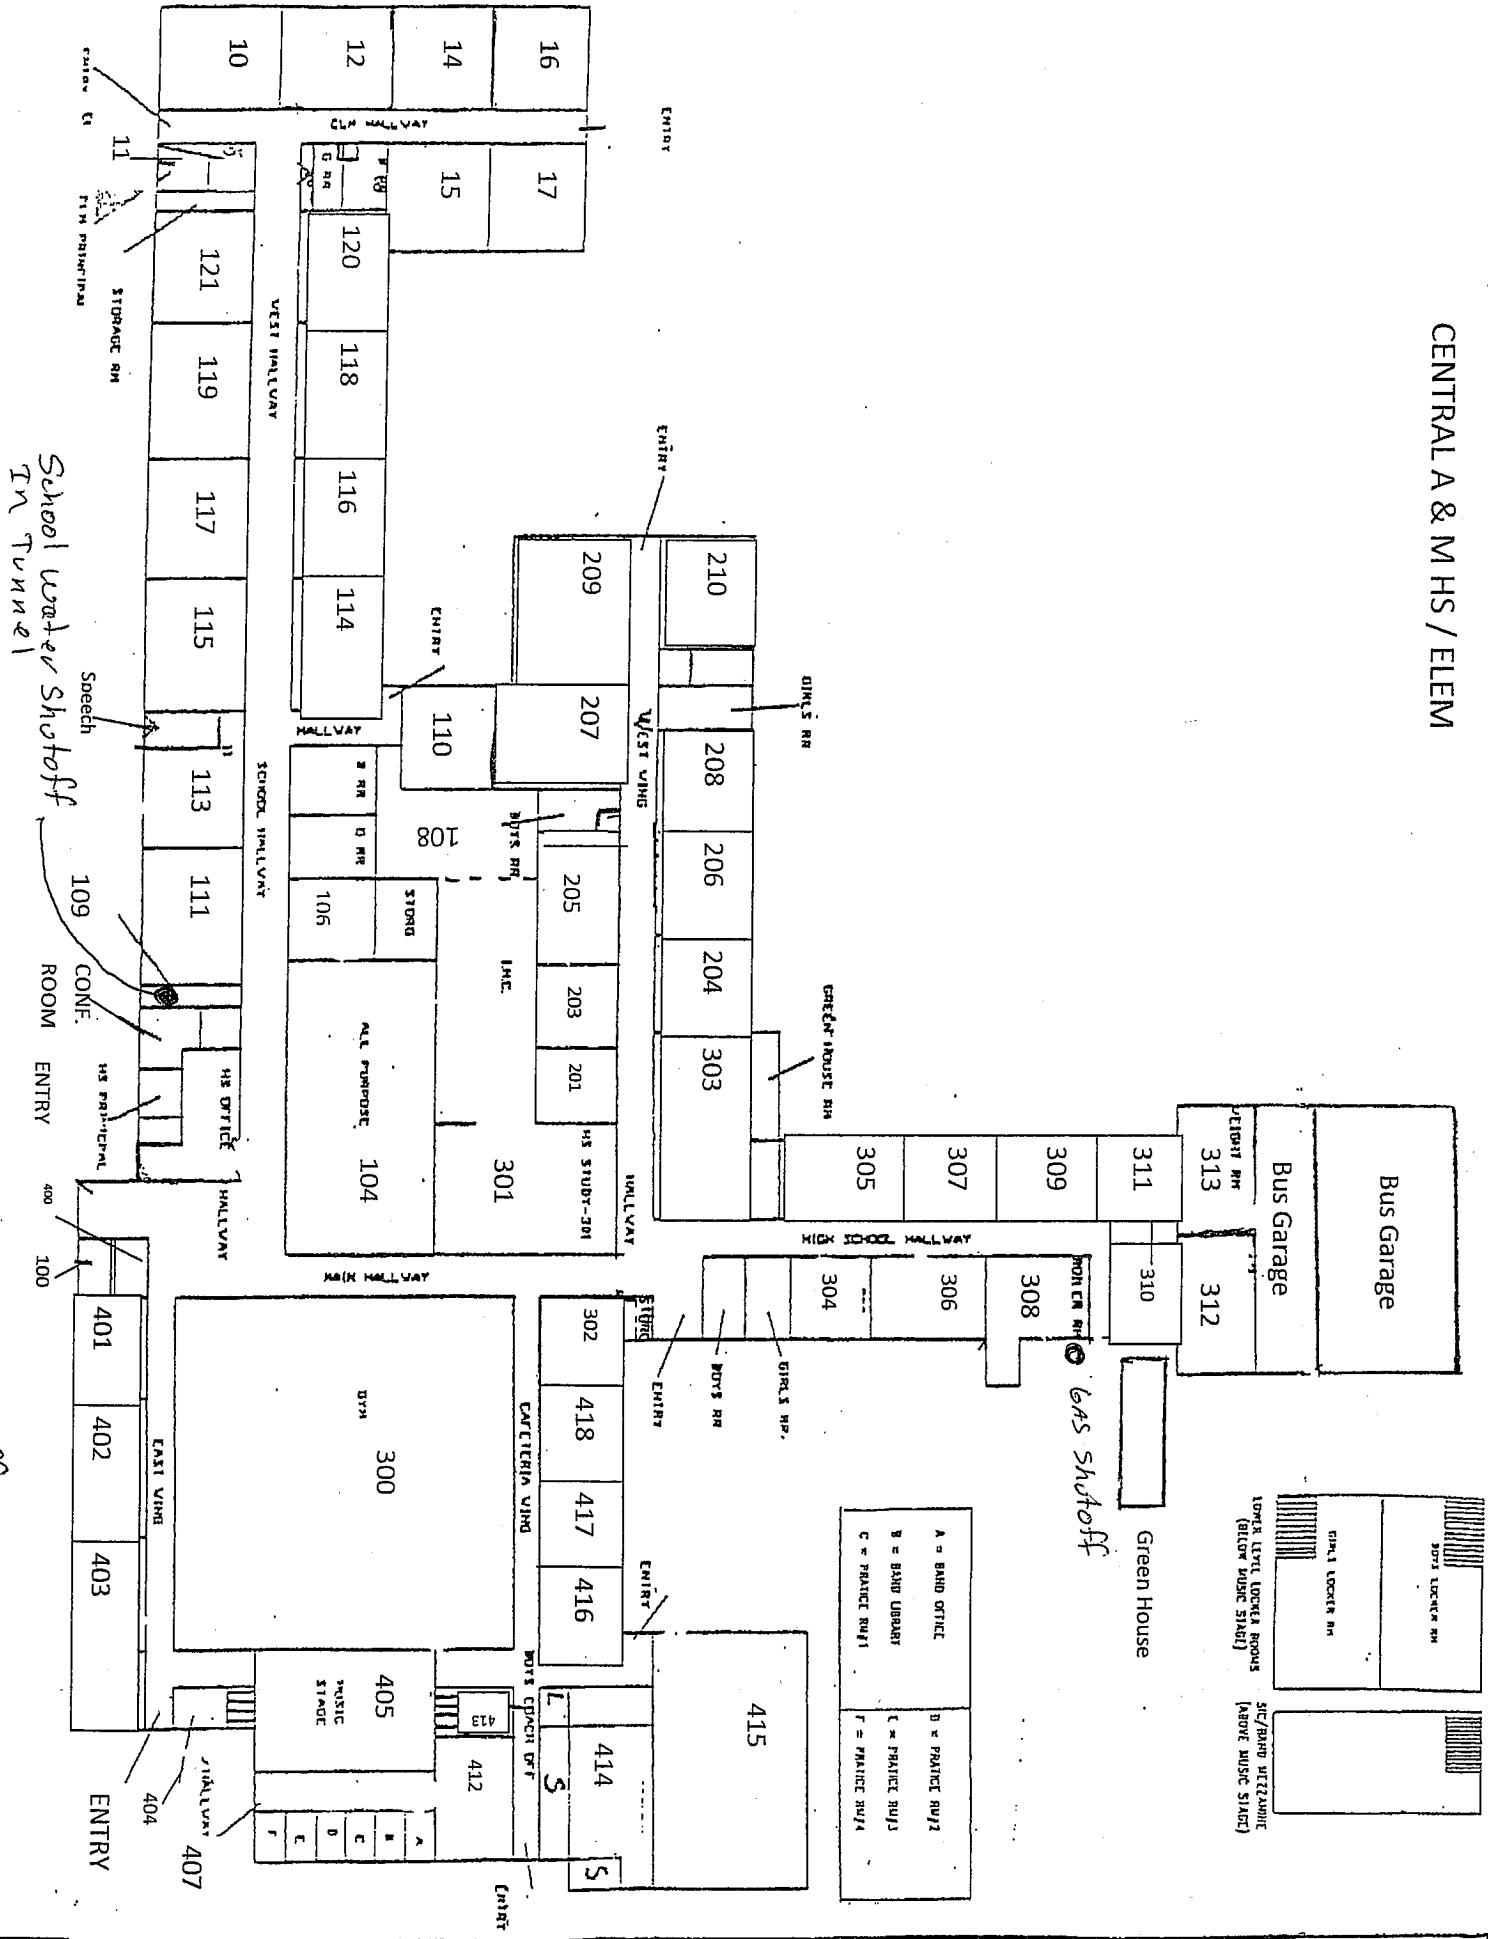 CENTRAL A & M HS / ELEM
Bus Garage
Bus Garage
WEIGHT RM
313
312
311
310
309
307
305
HIGH SCHOOL HALLWAY
308
306
304
BOILER RM
GAS Shutoff
Green House
BOYS LOCKER RM
GIRLS LOCKER RM
LOWER LEVEL LOCKER ROOMS
(BELOW MUSIC STAGE)
(ABOVE MUSIC STAGE)
A = BAND OFFICE
B = BAND LIBRARY
C = PRATICE RM#1
D = PRATICE RM#2
E = PRATICE RM#3
F = PRATICE RM#4
GIRLS RR.
BOYS RR
ENTRY
STORG
GREEN HOUSE RM
GIRLS RR
210
208
206
204
303
ENTRY
WEST WING
HALLWAY
209
207
BOYS RR
205
203
201
HS STUDY-301
301
I.M.C.
110
108
ENTRY
HALLWAY
B RR
G RR
106
STORG
ALL PURPOSE
104
MAIN HALLWAY
16
14
12
10
ELM HALLWAY
ENTRY
17
15
G RR
11
STORAGE RM
120
118
116
114
WEST HALLWAY
121
119
117
115
113
111
SCHOOL HALLWAY
Speech
School water Shutoff
In Tunnel
109
CONF.
ROOM
ENTRY
HS PRINCIPAL
HS OFFICE
HALLWAY
400
100
401
402
403
EAST WING
GYM
300
CAFETERIA WING
302
418
417
416
ENTRY
415
414
L
S
S
BOYS COACH OFF
413
412
405
MUSIC
STAGE
A
B
C
D
E
F
HALLWAY
407
404
ENTRY
ENTRY